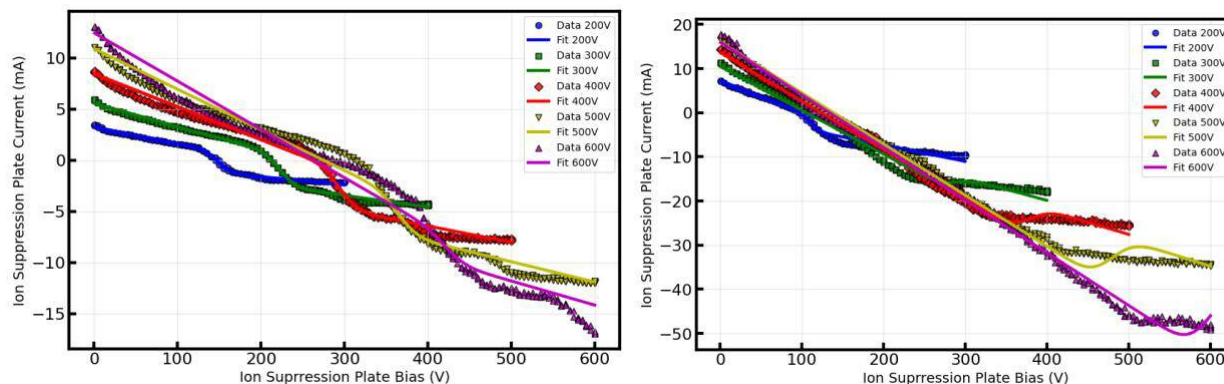 Ion Suppression Plate Current (mA)
10
5
0
−5
−10
−15
Data 200V
Fit 200V
Data 300V
Fit 300V
Data 400V
Fit 400V
Data 500V
Fit 500V
Data 600V
Fit 600V
0 100 200 300 400 500 600
Ion Suprression Plate Bias (V)
Ion Suppression Plate Current (mA)
20
10
0
−10
−20
−30
−40
−50
Data 200V
Fit 200V
Data 300V
Fit 300V
Data 400V
Fit 400V
Data 500V
Fit 500V
Data 600V
Fit 600V
0 100 200 300 400 500 600
Ion Suprression Plate Bias (V)